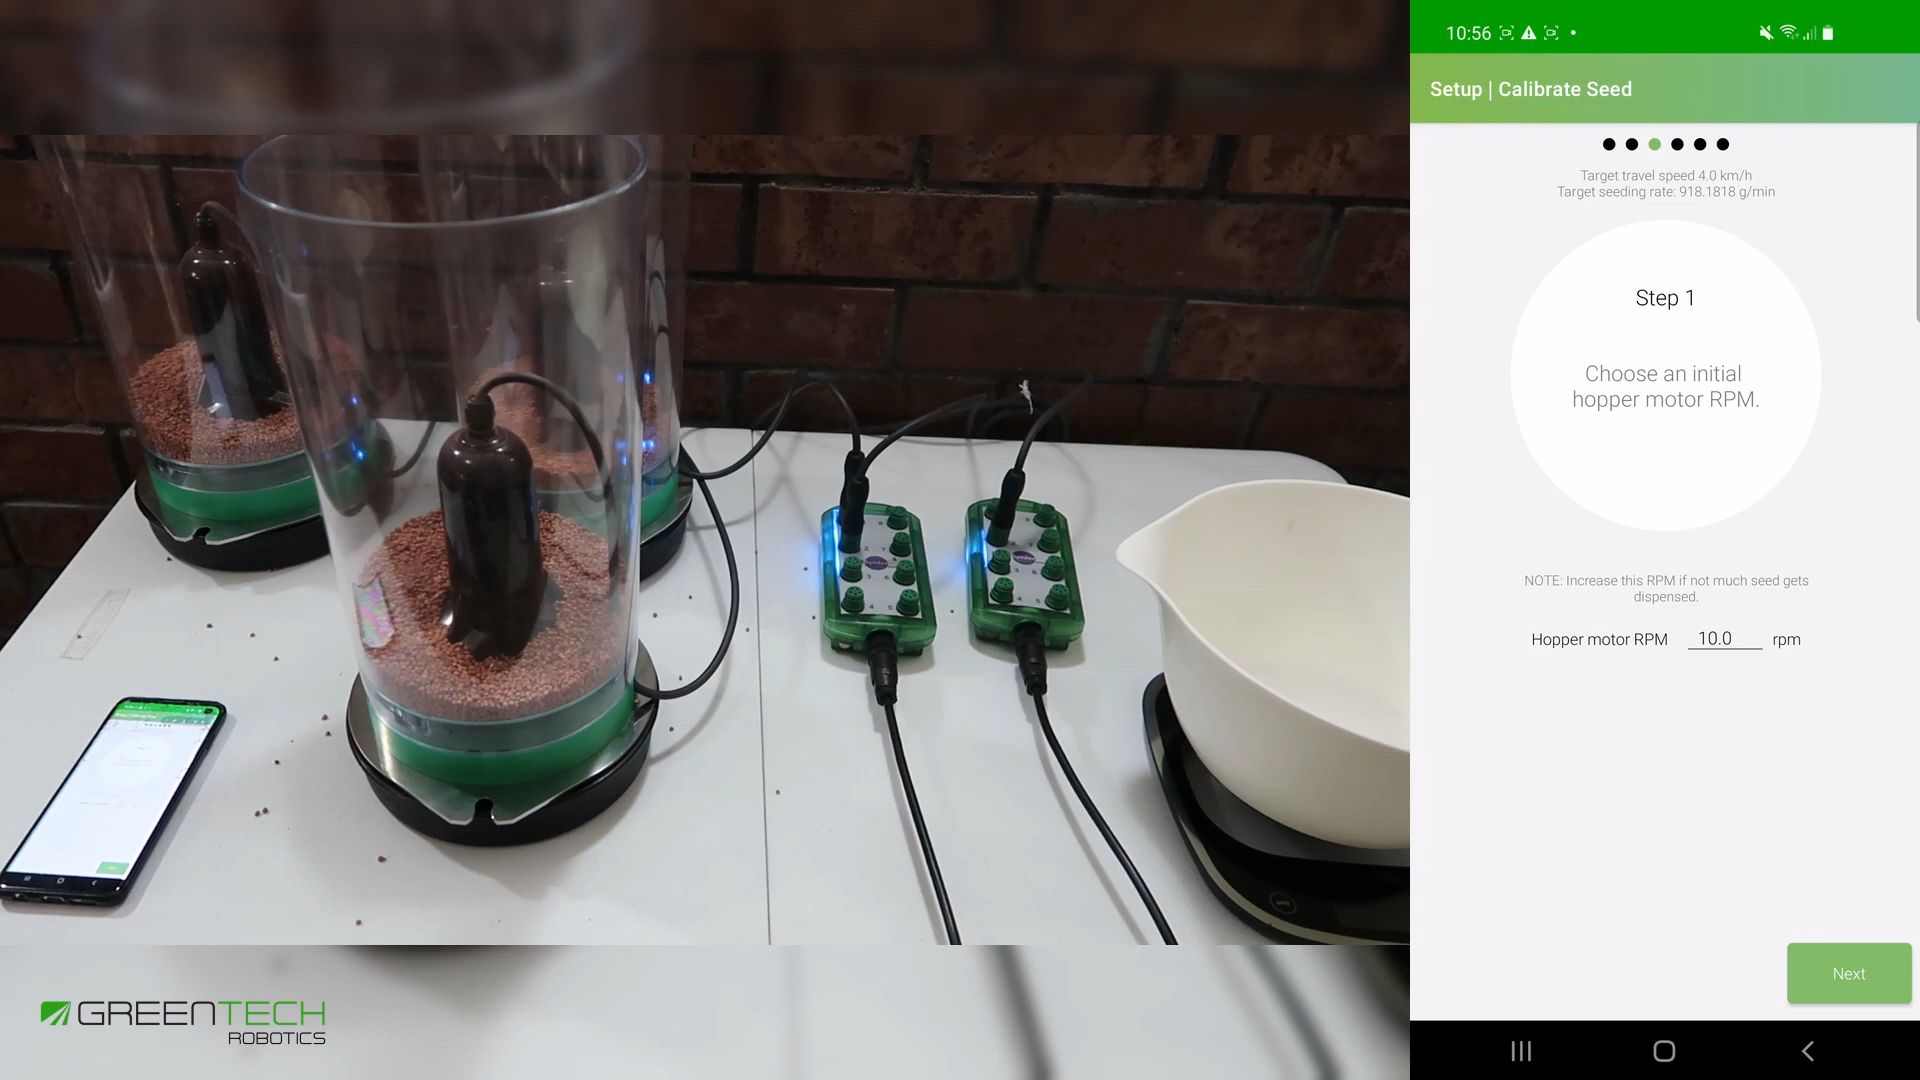 10:56
Setup | Calibrate Seed
Target travel speed 4.0 km/h
Target seeding rate: 918.1818 g/min
Step 1
Choose an initial
hopper motor RPM.
NOTE: Increase this RPM if not much seed gets
dispensed.
Hopper motor RPM 10.0 rpm
Next
GREENTECH
ROBOTICS